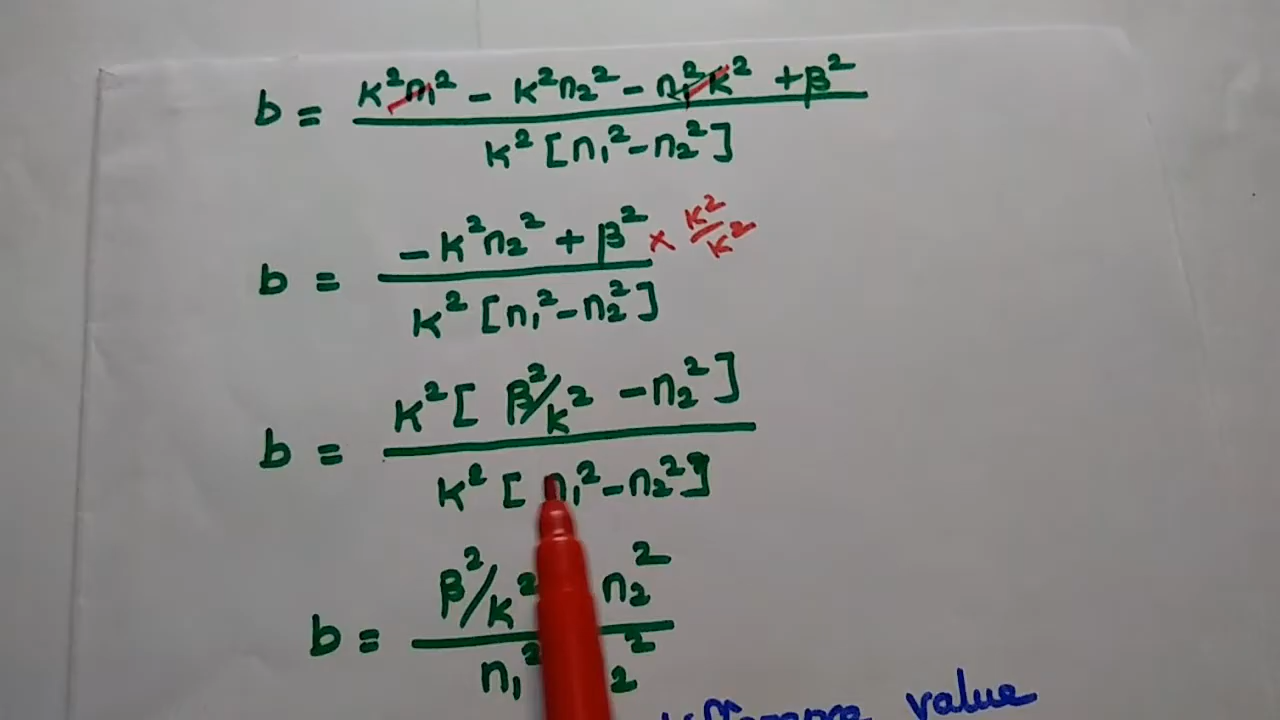 b = K²n₁² - K²n₂² - n₁²K² + β² / K² [n₁² - n₂²]
b = -K²n₂² + β² / K² [n₁² - n₂²] × K²/K²
b = K² [β²/K² - n₂²] / K² [n₁² - n₂²]
b = β²/K² n₂² / n₁² ₂²
value